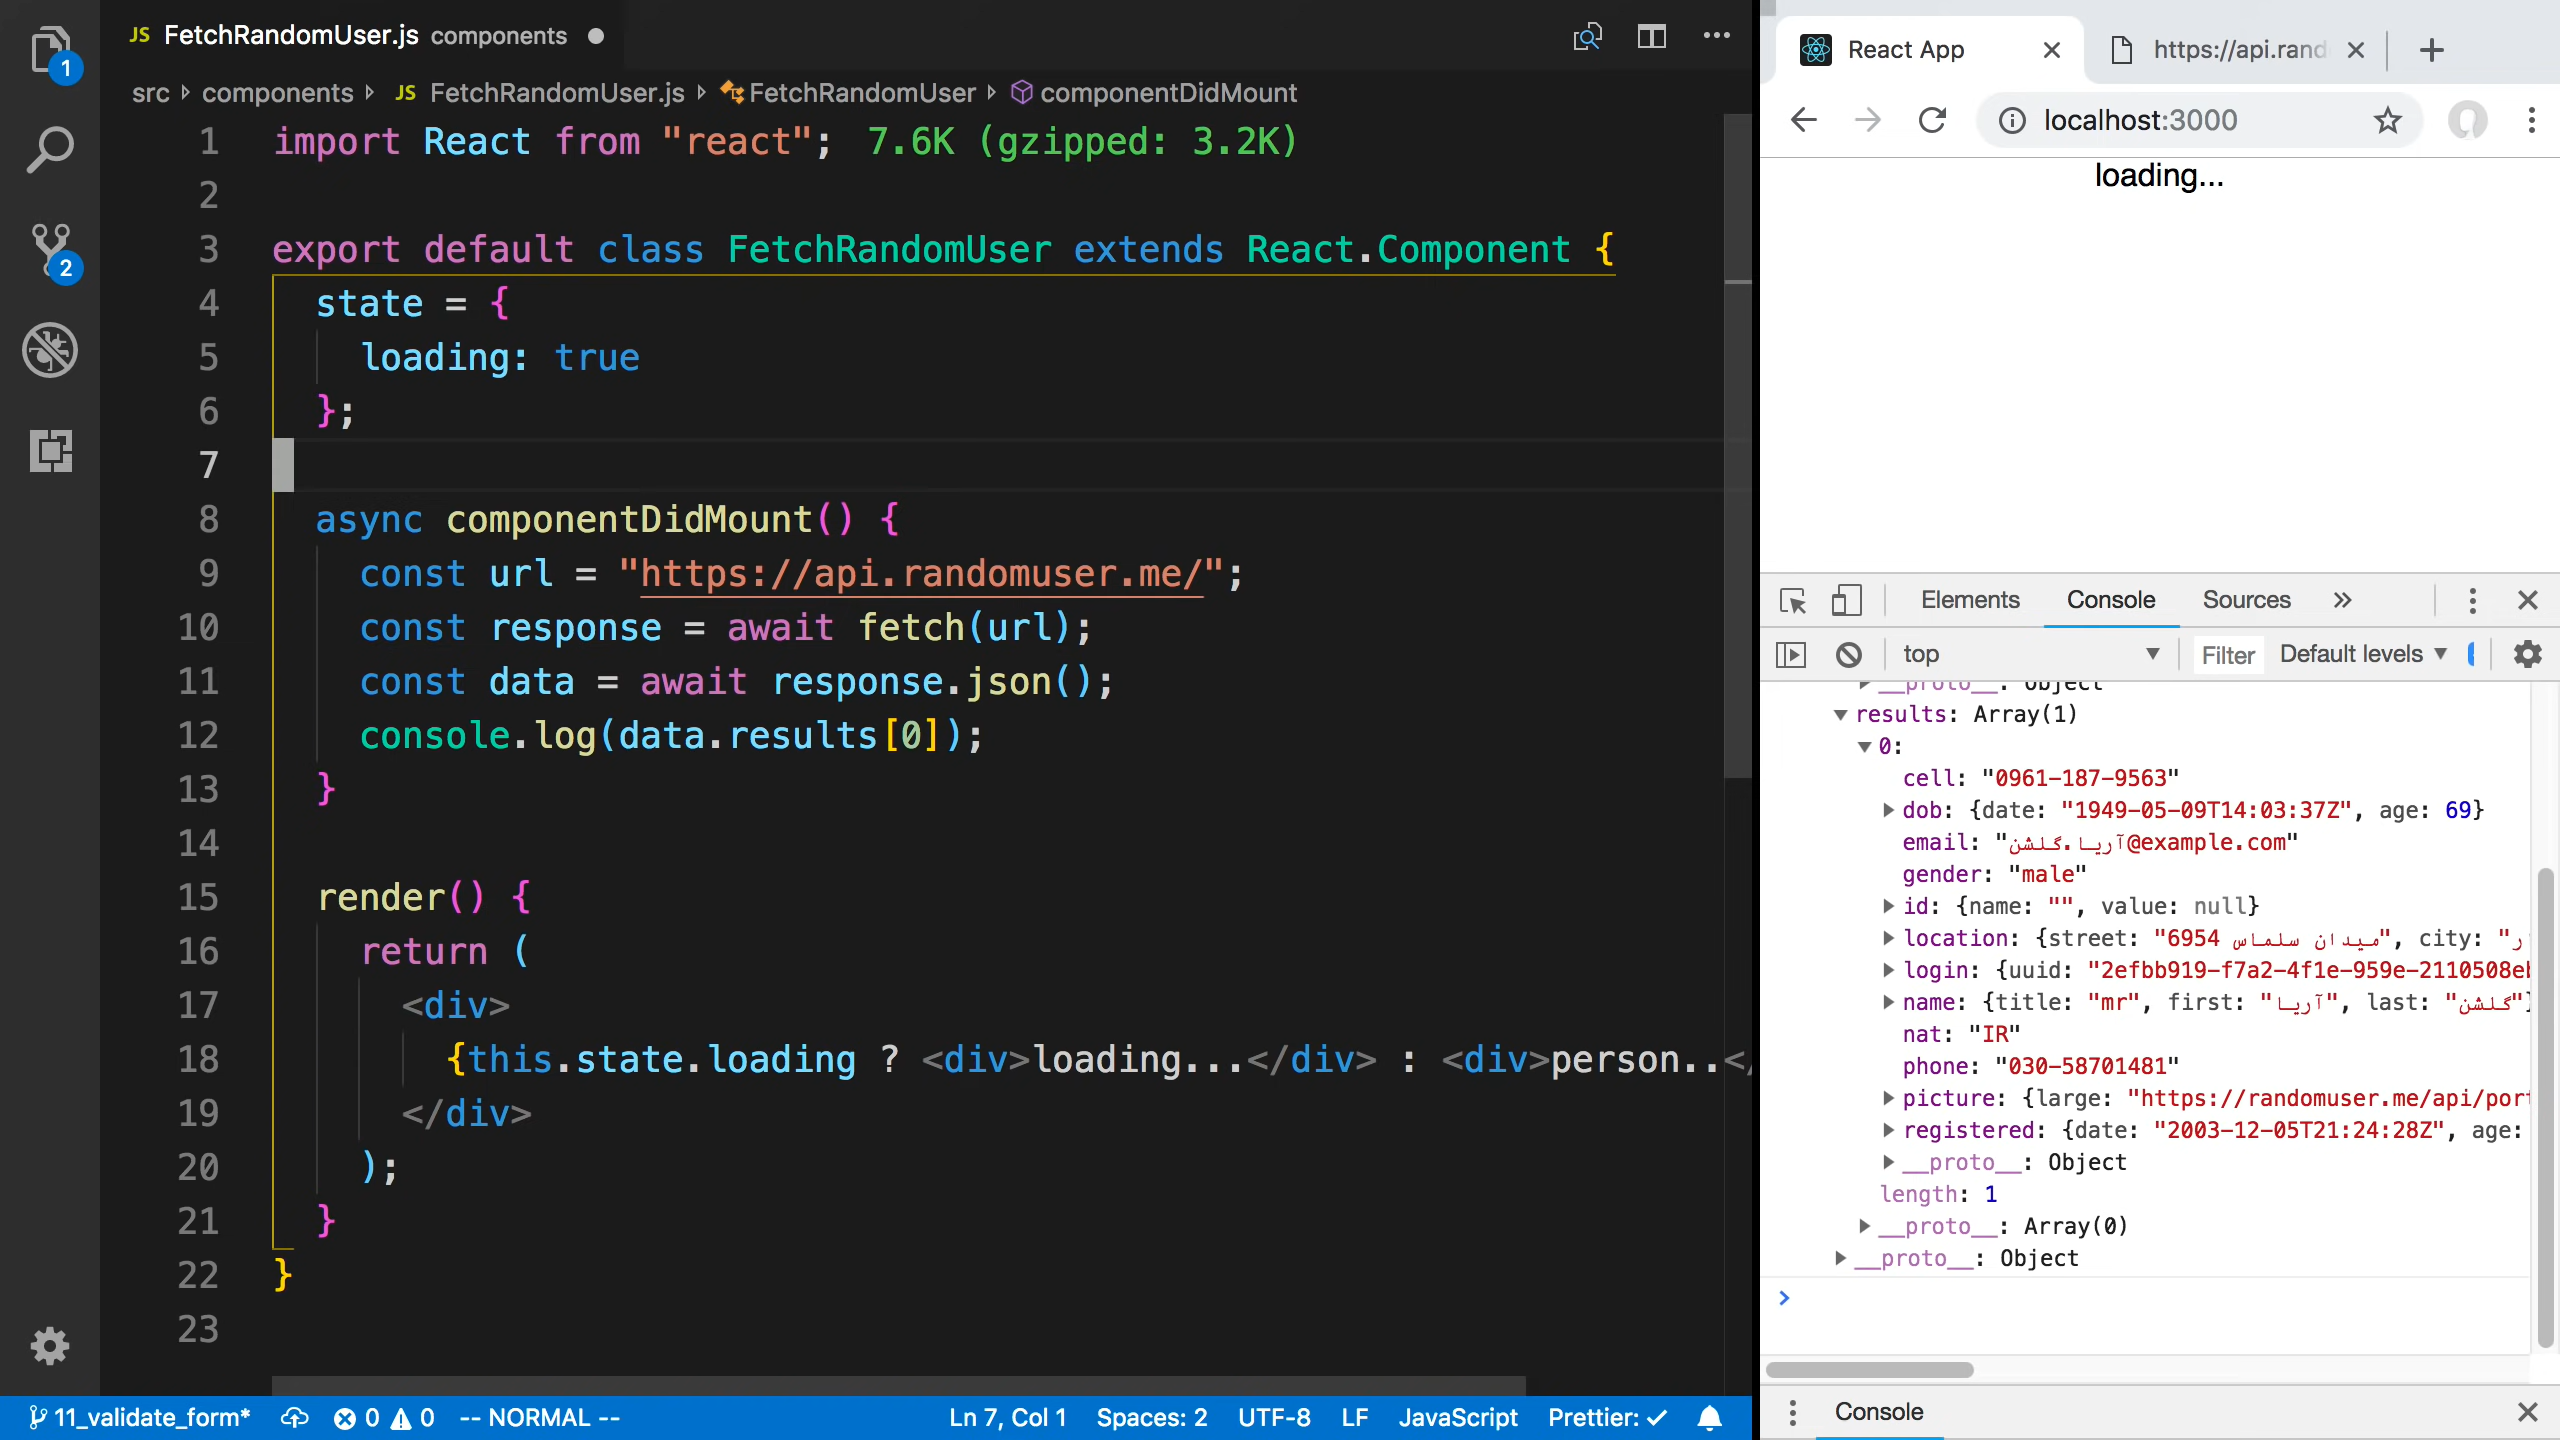 JS FetchRandomUser.js components
src components JS FetchRandomUser.js FetchRandomUser componentDidMount
1 import React from "react"; 7.6K (gzipped: 3.2K)
2
3 export default class FetchRandomUser extends React.Component {
4 state = {
5 loading: true
6 };
7
8 async componentDidMount() {
9 const url = "https://api.randomuser.me/";
10 const response = await fetch(url);
11 const data = await response.json();
12 console.log(data.results[0]);
13 }
14
15 render() {
16 return (
17 <div>
18 {this.state.loading ? <div>loading...</div> : <div>person..</
19 </div>
20 );
21 }
22 }
23
1
2
11_validate_form* 0 0 -- NORMAL -- Ln 7, Col 1 Spaces: 2 UTF-8 LF JavaScript Prettier: ✓
React App https://api.rand
localhost:3000
loading...
Elements Console Sources »
top Filter Default levels
__proto__: Object
results: Array(1)
0:
cell: "0961-187-9563"
dob: {date: "1949-05-09T14:03:37Z", age: 69}
email: "آریا.گلشن@example.com"
gender: "male"
id: {name: "", value: null}
location: {street: "6954 میدان سلماس", city: "
login: {uuid: "2efbb919-f7a2-4f1e-959e-2110508e
name: {title: "mr", first: "آریا", last: "گلشن"}
nat: "IR"
phone: "030-58701481"
picture: {large: "https://randomuser.me/api/por
registered: {date: "2003-12-05T21:24:28Z", age:
__proto__: Object
length: 1
__proto__: Array(0)
__proto__: Object
>
Console